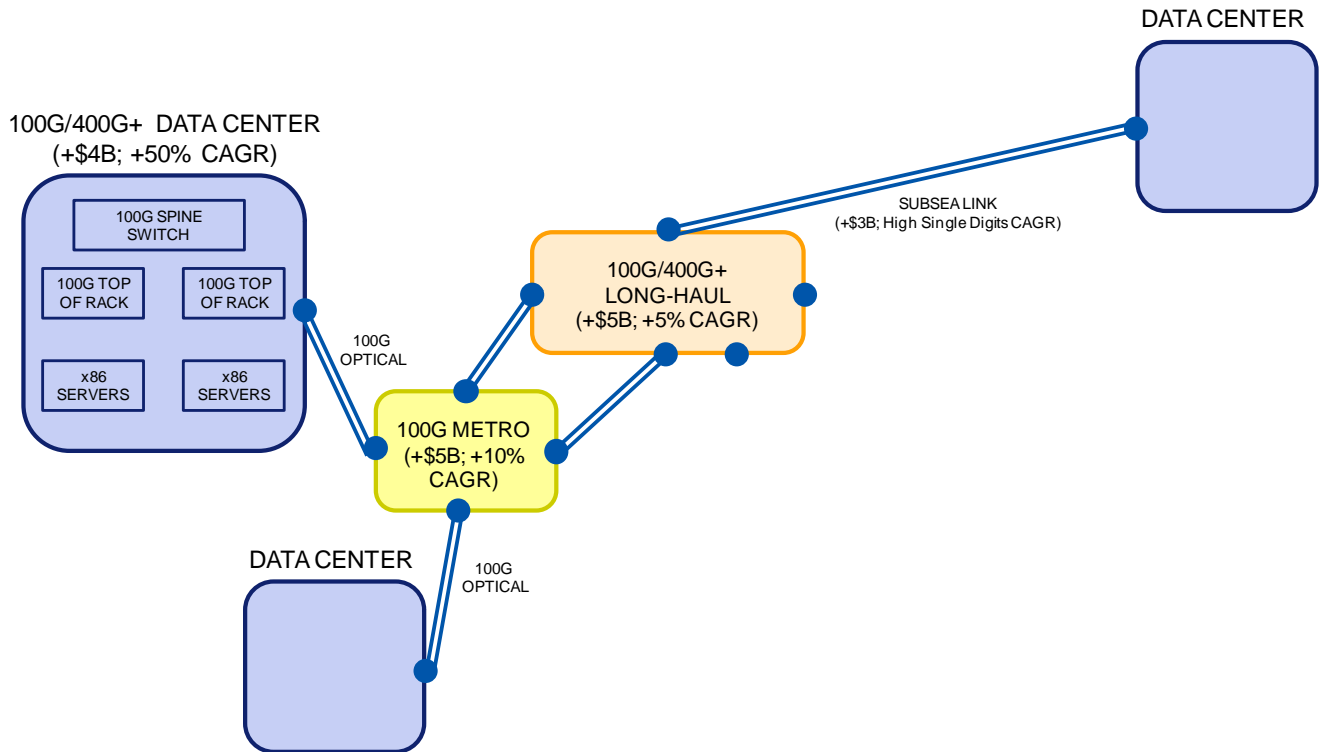 DATA CENTER
100G/400G+ DATA CENTER
(+$4B; +50% CAGR)
100G SPINE
SWITCH
100G TOP
OF RACK
100G TOP
OF RACK
x86
SERVERS
x86
SERVERS
100G
OPTICAL
SUBSEA LINK
(+$3B; High Single Digits CAGR)
100G/400G+
LONG-HAUL
(+$5B; +5% CAGR)
100G METRO
(+$5B; +10%
CAGR)
DATA CENTER
100G
OPTICAL